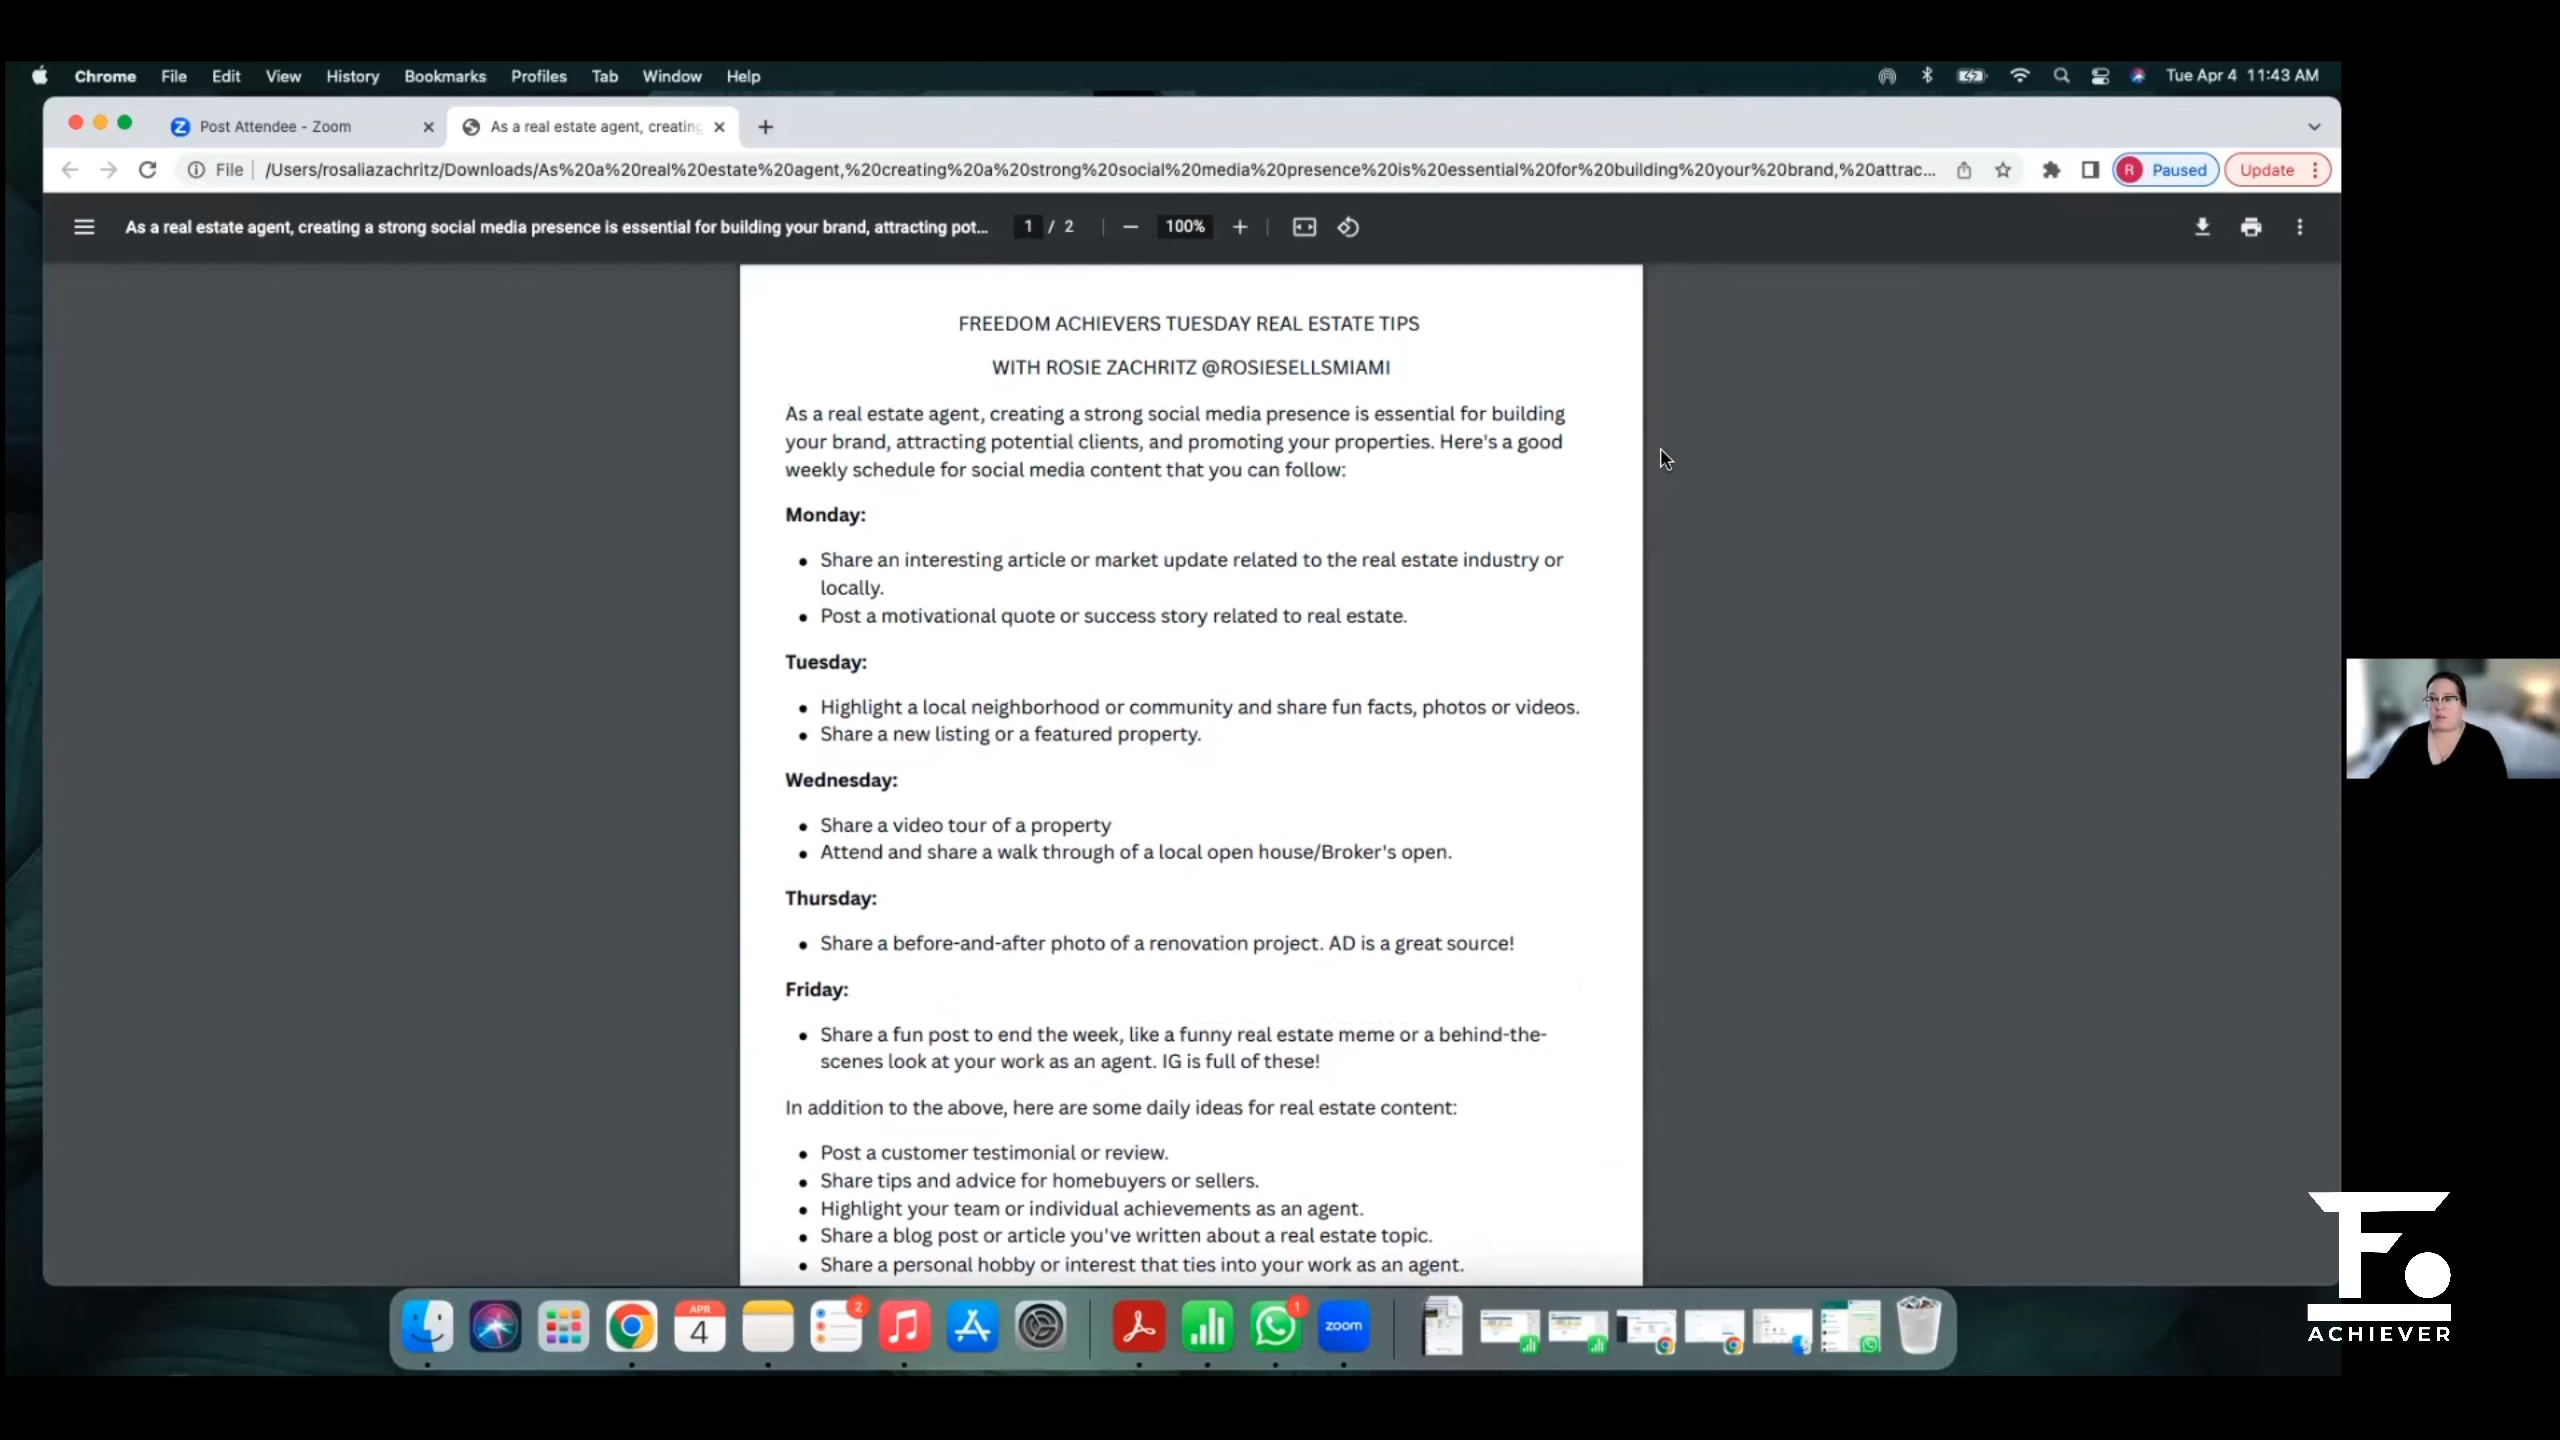 Chrome File Edit View History Bookmarks Profiles Tab Window Help Tue Apr 4 11:43 AM
Post Attendee - Zoom As a real estate agent, creating
File /Users/rosaliazachritz/Downloads/As%20a%20real%20estate%20agent,%20creating%20a%20strong%20social%20media%20presence%20is%20essential%20for%20building%20your%20brand,%20attrac... R Paused Update
As a real estate agent, creating a strong social media presence is essential for building your brand, attracting pot... 1 / 2 100%
FREEDOM ACHIEVERS TUESDAY REAL ESTATE TIPS
WITH ROSIE ZACHRITZ @ROSIESELLSMIAMI
As a real estate agent, creating a strong social media presence is essential for building
your brand, attracting potential clients, and promoting your properties. Here's a good
weekly schedule for social media content that you can follow:
Monday:
• Share an interesting article or market update related to the real estate industry or
locally.
• Post a motivational quote or success story related to real estate.
Tuesday:
• Highlight a local neighborhood or community and share fun facts, photos or videos.
• Share a new listing or a featured property.
Wednesday:
• Share a video tour of a property
• Attend and share a walk through of a local open house/Broker's open.
Thursday:
• Share a before-and-after photo of a renovation project. AD is a great source!
Friday:
• Share a fun post to end the week, like a funny real estate meme or a behind-the-
scenes look at your work as an agent. IG is full of these!
In addition to the above, here are some daily ideas for real estate content:
• Post a customer testimonial or review.
• Share tips and advice for homebuyers or sellers.
• Highlight your team or individual achievements as an agent.
• Share a blog post or article you've written about a real estate topic.
• Share a personal hobby or interest that ties into your work as an agent.
APR
4
2
1
zoom
ACHIEVER